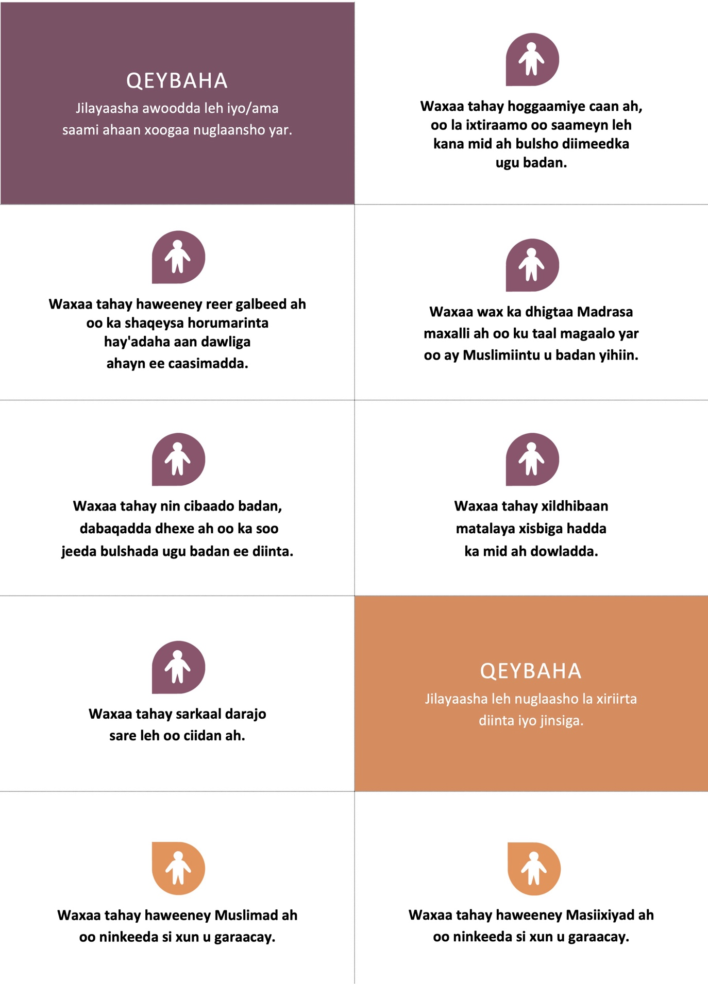 QEYBAHA
Jilayaasha awoodda leh iyo/ama
saami ahaan xoogaa nuglaansho yar.
Waxaa tahay hoggaamiye caan ah,
oo la ixtiraamo oo saameyn leh
kana mid ah bulsho diimeedka
ugu badan.
Waxaa tahay haweeney reer galbeed ah
oo ka shaqeysa horumarinta
hay'adaha aan dawliga
ahayn ee caasimadda.
Waxaa wax ka dhigtaa Madrasa
maxalli ah oo ku taal magaalo yar
oo ay Muslimiintu u badan yihiin.
Waxaa tahay nin cibaado badan,
dabaqadda dhexe ah oo ka soo
jeeda bulshada ugu badan ee diinta.
Waxaa tahay xildhibaan
matalaya xisbiga hadda
ka mid ah dowladda.
Waxaa tahay sarkaal darajo
sare leh oo ciidan ah.
QEYBAHA
Jilayaasha leh nuglaasho la xiriirta
diinta iyo jinsiga.
Waxaa tahay haweeney Muslimad ah
oo ninkeeda si xun u garaacay.
Waxaa tahay haweeney Masiixiyad ah
oo ninkeeda si xun u garaacay.